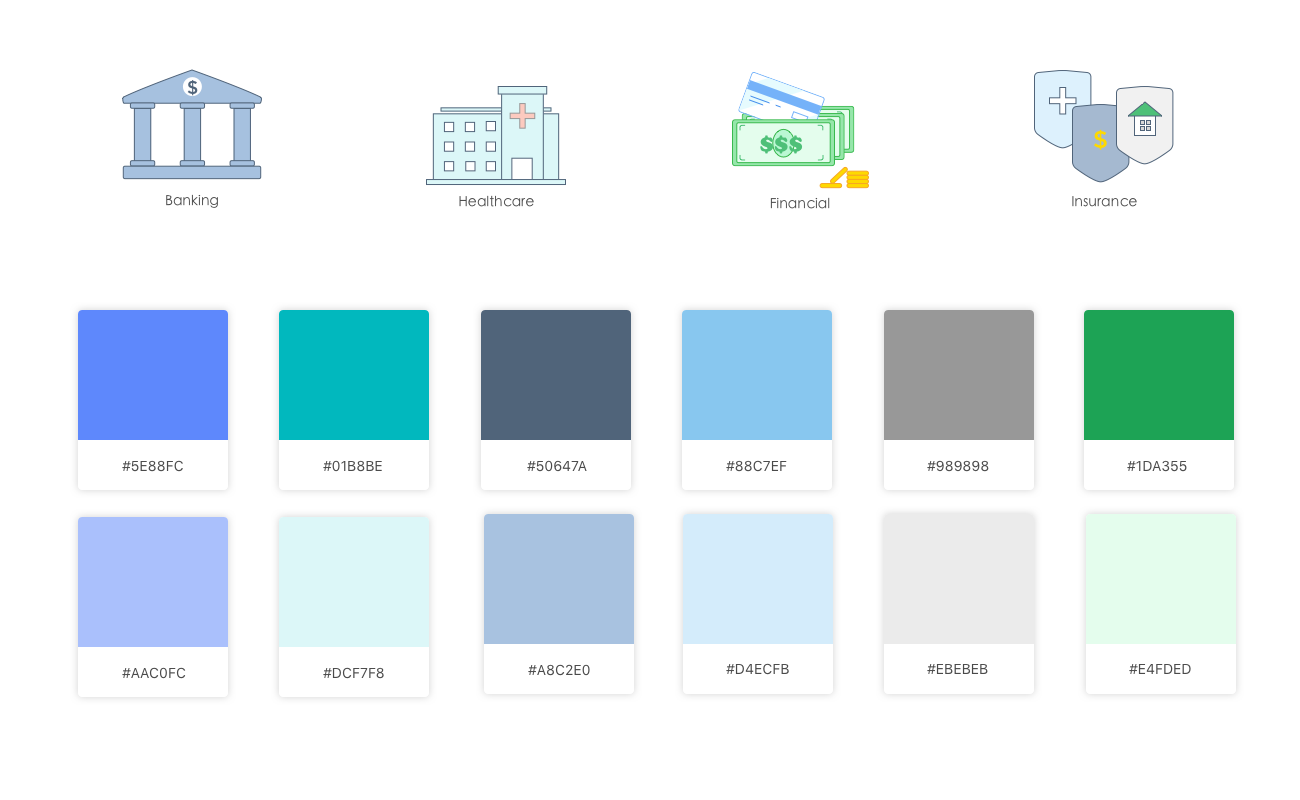 $
$$$
$
Banking
Healthcare
Financial
Insurance
#5E88FC
#01B8BE
#50647A
#88C7EF
#989898
#1DA355
#AAC0FC
#DCF7F8
#A8C2E0
#D4ECFB
#EBEBEB
#E4FDED